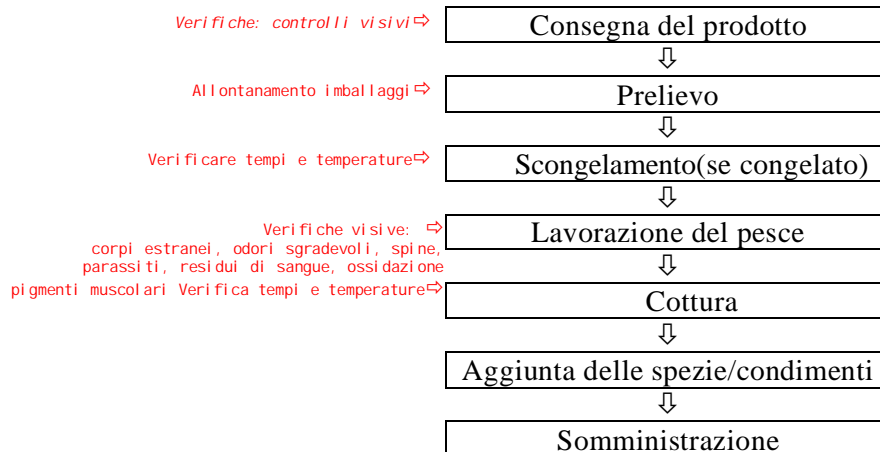 Verifiche: controlli visivi⇨ Consegna del prodotto
⇩
Allontanamento imballaggi⇨ Prelievo
⇩
Verificare tempi e temperature⇨ Scongelamento(se congelato)
⇩
Verifiche visive: ⇨ Lavorazione del pesce
corpi estranei, odori sgradevoli, spine,
parassiti, residui di sangue, ossidazione
⇩
pigmenti muscolari Verifica tempi e temperature⇨ Cottura
⇩
Aggiunta delle spezie/condimenti
⇩
Somministrazione